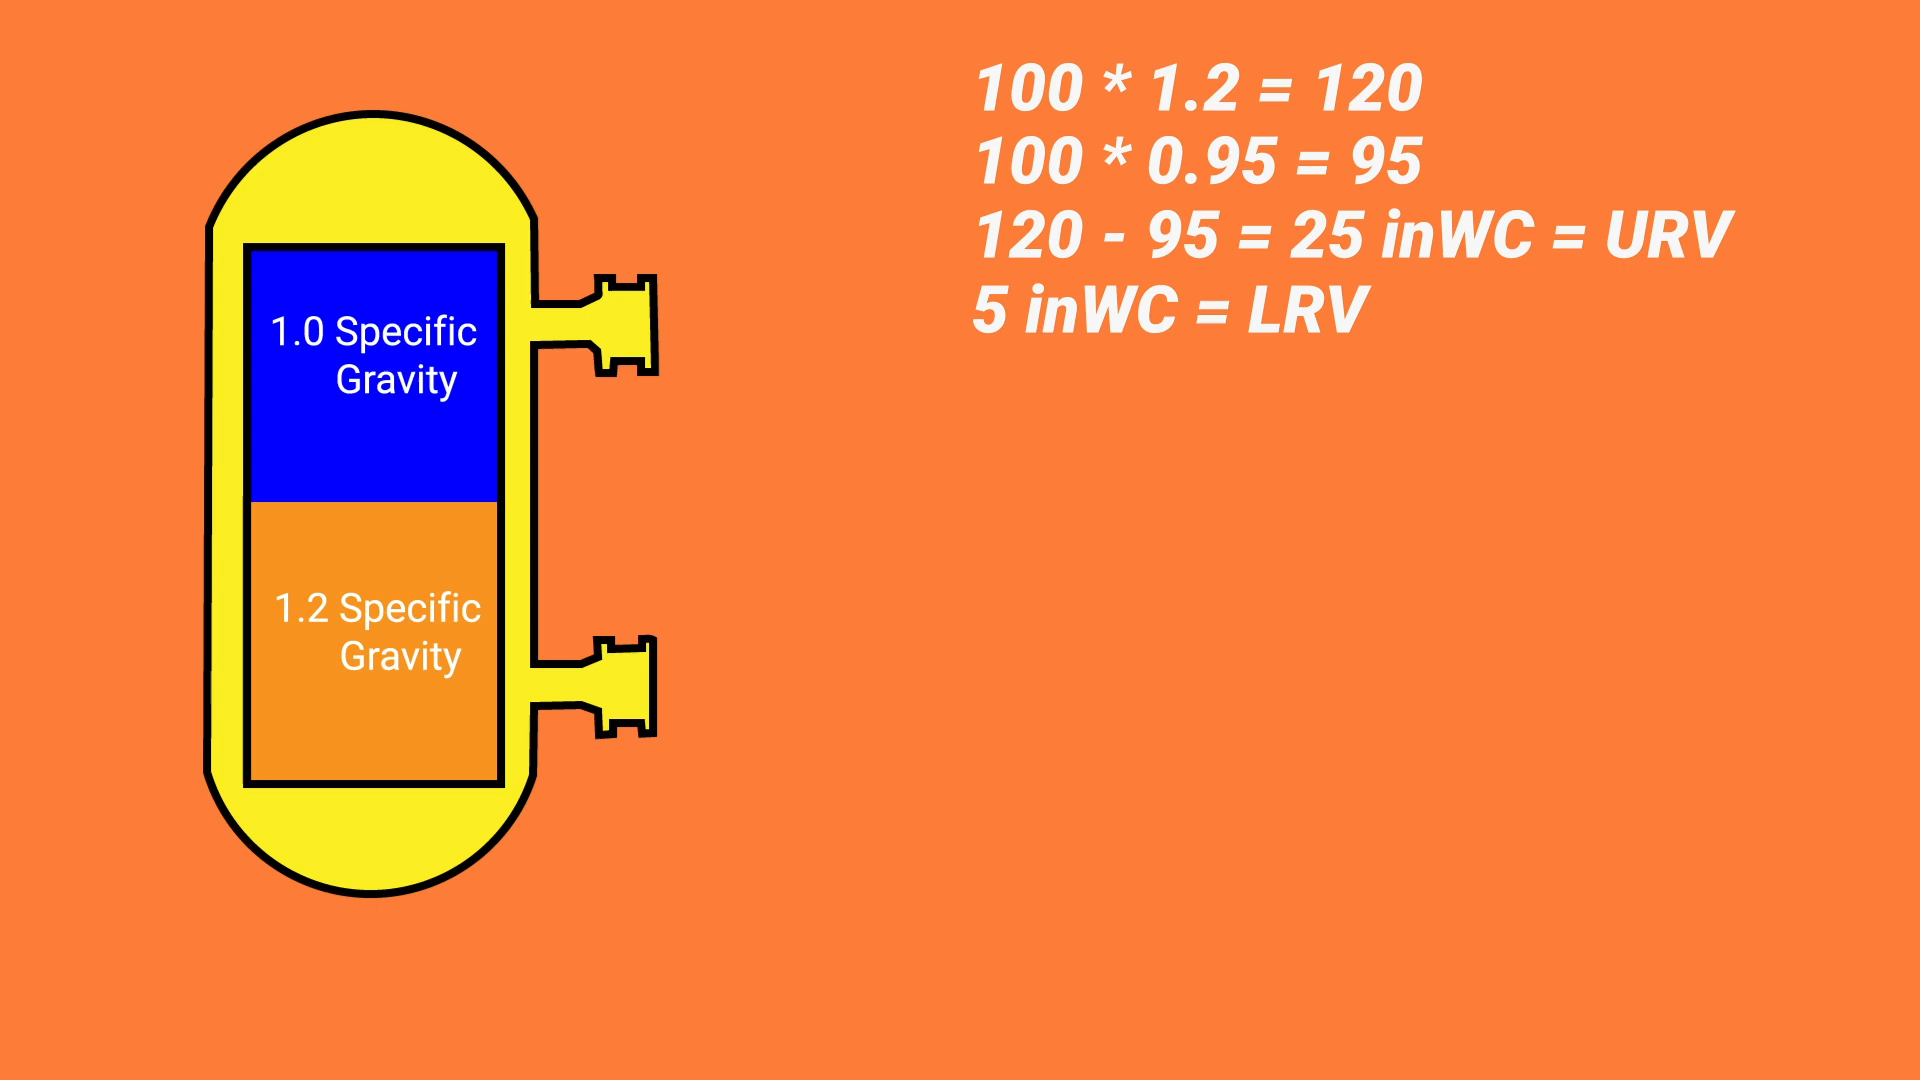 100 * 1.2 = 120
100 * 0.95 = 95
120 - 95 = 25 inWC = URV
5 inWC = LRV
1.0 Specific
Gravity
1.2 Specific
Gravity